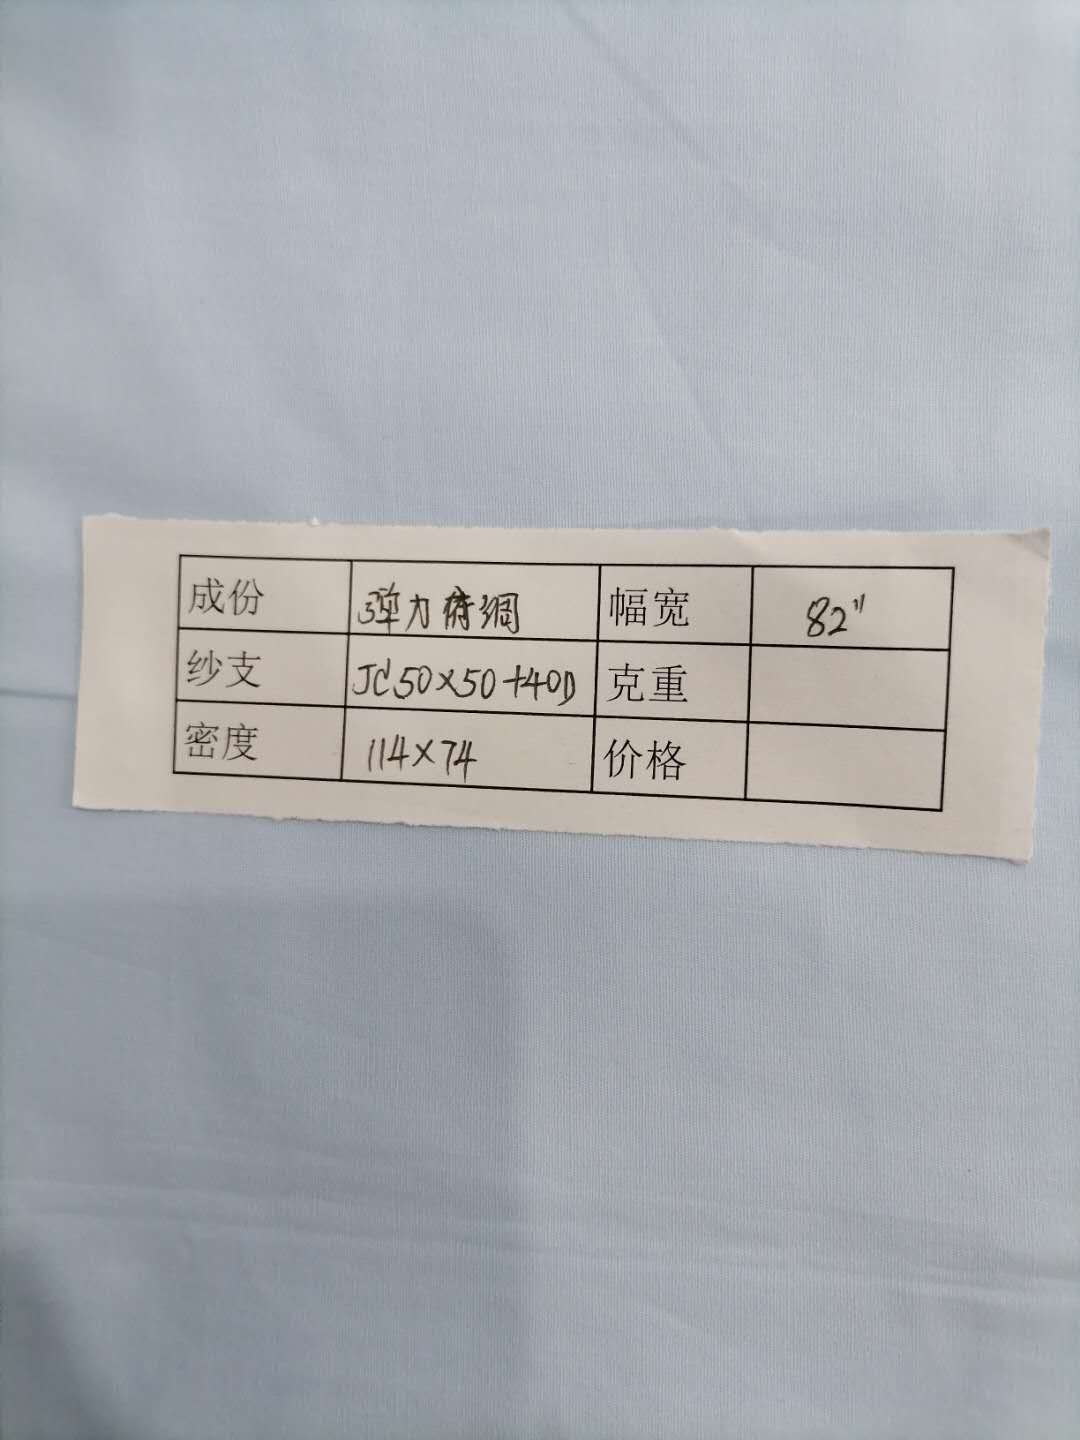 成份 弹力府绸 幅宽 82"
纱支 JC50×50+40D 克重
密度 114×74 价格